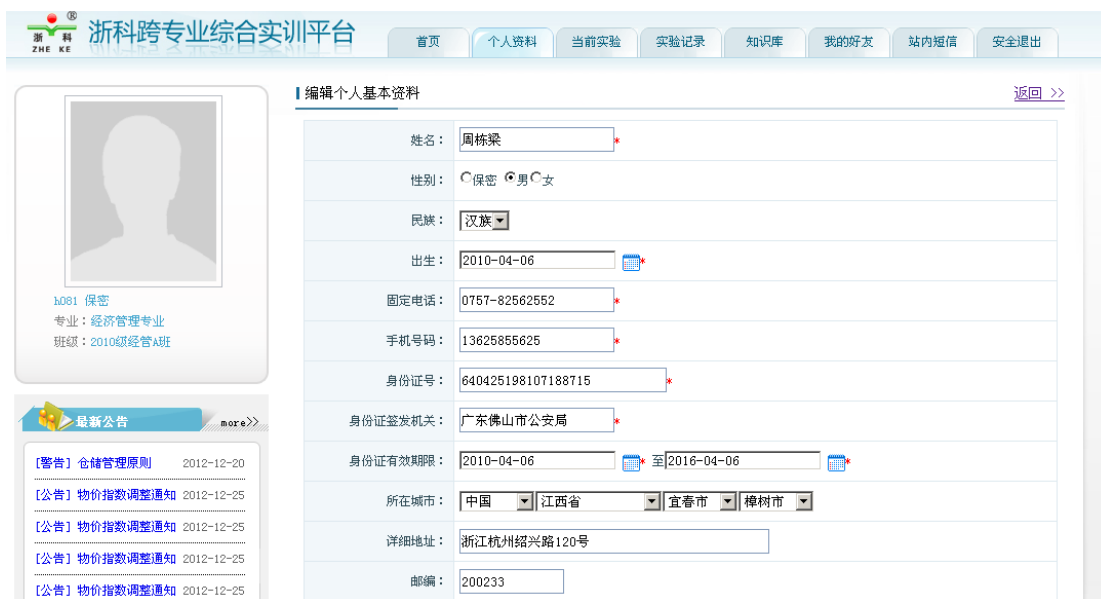 浙科 ®
ZHE KE
浙科跨专业综合实训平台
首页 个人资料 当前实验 实验记录 知识库 我的好友 站内短信 安全退出
编辑个人基本资料 返回 >>
姓名： 周栋梁 *
性别： 保密 男 女
民族： 汉族
出生： 2010-04-06 *
h081 保密
专业：经济管理专业
班级：2010级经管A班
固定电话： 0757-82562552 *
手机号码： 13625855625 *
身份证号： 640425198107188715 *
身份证签发机关： 广东佛山市公安局 *
身份证有效期限： 2010-04-06 * 至 2016-04-06 *
所在城市： 中国 江西省 宜春市 樟树市
详细地址： 浙江杭州绍兴路120号
邮编： 200233
最新公告 more>>
[警告] 仓储管理原则 2012-12-20
[公告] 物价指数调整通知 2012-12-25
[公告] 物价指数调整通知 2012-12-25
[公告] 物价指数调整通知 2012-12-25
[公告] 物价指数调整通知 2012-12-25